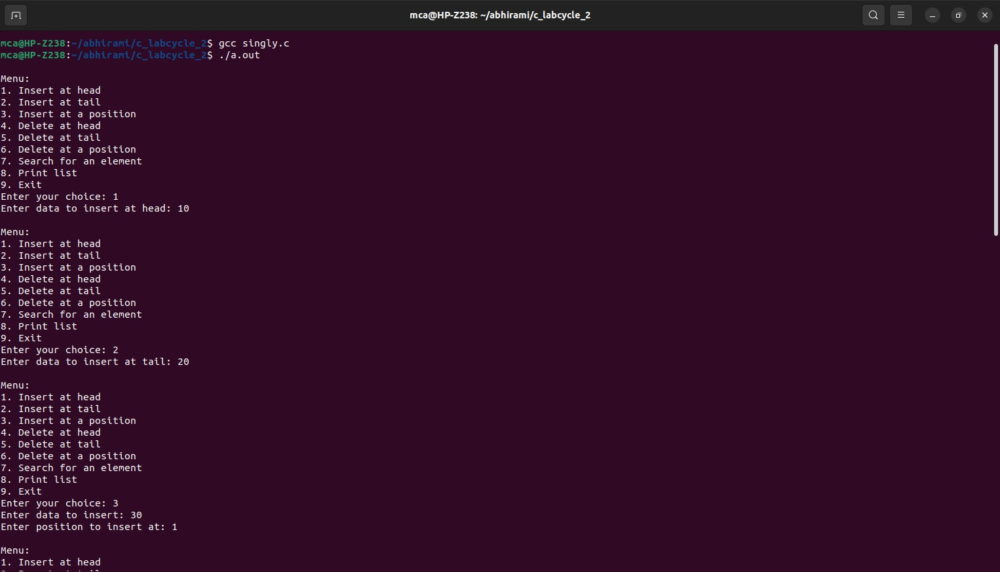 mca@HP-Z238: ~/abhirami/c_labcycle_2
mca@HP-Z238:~/abhirami/c_labcycle_2$ gcc singly.c
mca@HP-Z238:~/abhirami/c_labcycle_2$ ./a.out
Menu:
1. Insert at head
2. Insert at tail
3. Insert at a position
4. Delete at head
5. Delete at tail
6. Delete at a position
7. Search for an element
8. Print list
9. Exit
Enter your choice: 1
Enter data to insert at head: 10
Menu:
1. Insert at head
2. Insert at tail
3. Insert at a position
4. Delete at head
5. Delete at tail
6. Delete at a position
7. Search for an element
8. Print list
9. Exit
Enter your choice: 2
Enter data to insert at tail: 20
Menu:
1. Insert at head
2. Insert at tail
3. Insert at a position
4. Delete at head
5. Delete at tail
6. Delete at a position
7. Search for an element
8. Print list
9. Exit
Enter your choice: 3
Enter data to insert: 30
Enter position to insert at: 1
Menu:
1. Insert at head